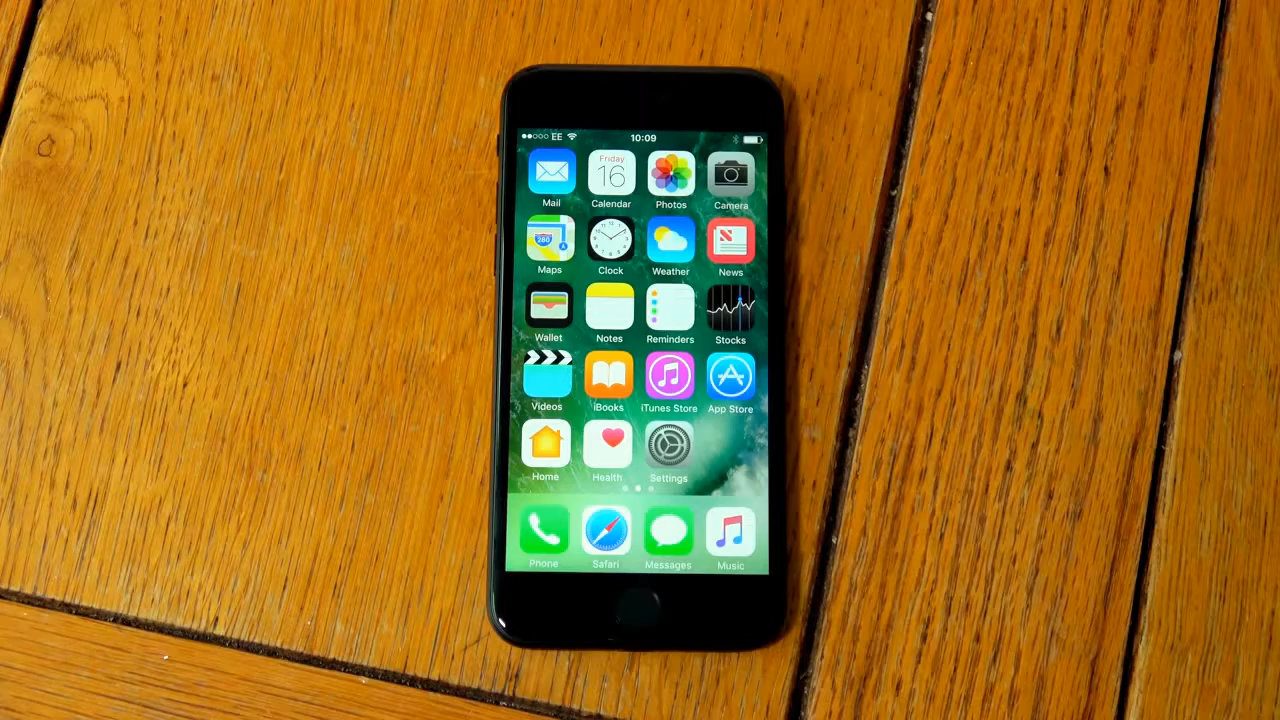 EE 10:09
Friday
16
Mail Calendar Photos Camera
280
Maps Clock Weather News
Wallet Notes Reminders Stocks
Videos iBooks iTunes Store App Store
Home Health Settings
Phone Safari Messages Music